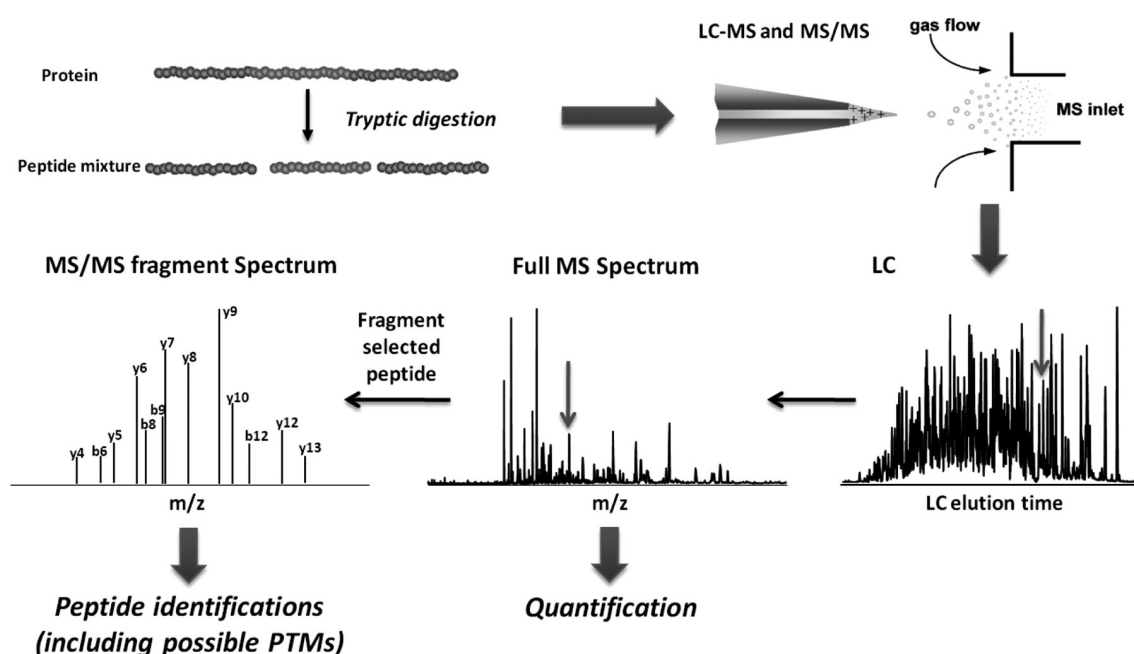 LC-MS and MS/MS
gas flow
Protein
Tryptic digestion
MS inlet
Peptide mixture
+ + + + + + +
MS/MS fragment Spectrum
Full MS Spectrum
LC
y9
Fragment
selected
peptide
y7
y8
y6
y10
b9
b8
y12
y5
b12
y4
b6
y13
m/z
m/z
LC elution time
Peptide identifications
(including possible PTMs)
Quantification